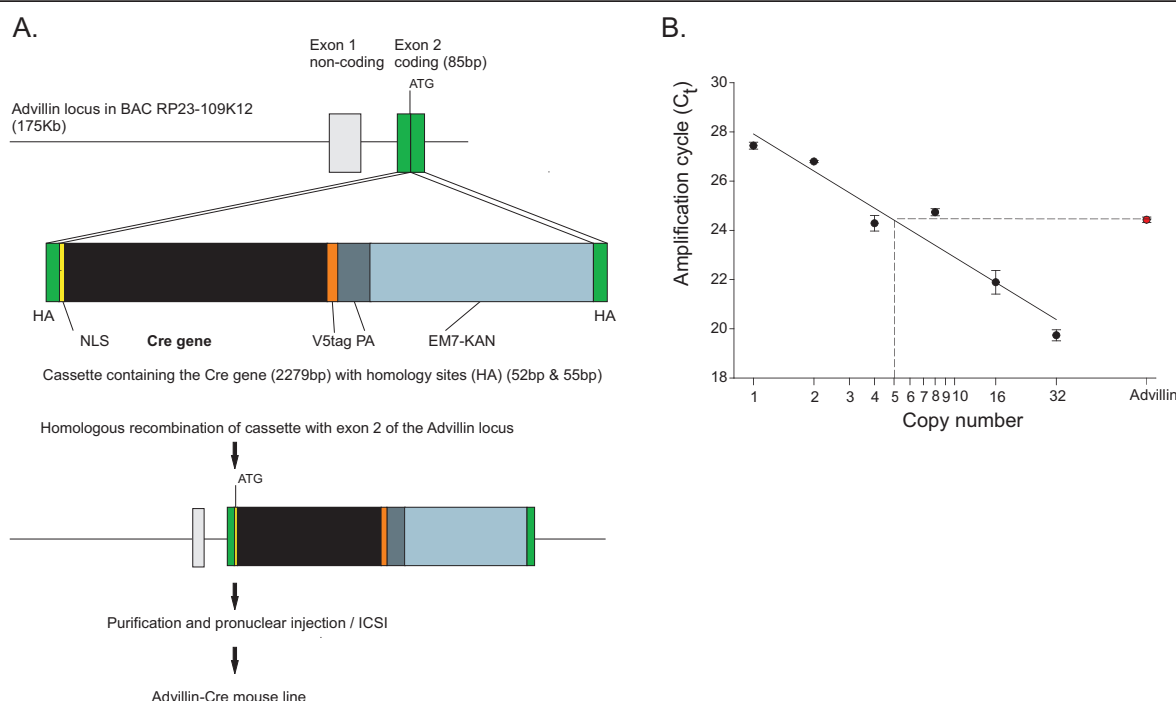 A.
Exon 1
non-coding
Exon 2
coding (85bp)
ATG
Advillin locus in BAC RP23-109K12
(175Kb)
HA
HA
NLS
Cre gene
V5tag PA
EM7-KAN
Cassette containing the Cre gene (2279bp) with homology sites (HA) (52bp & 55bp)
Homologous recombination of cassette with exon 2 of the Advillin locus
ATG
Purification and pronuclear injection / ICSI
Advillin-Cre mouse line
B.
Amplification cycle (Ct)
30
28
26
24
22
20
18
1 2 3 4 5 6 7 8 9 10 16 32 Advillin
Copy number